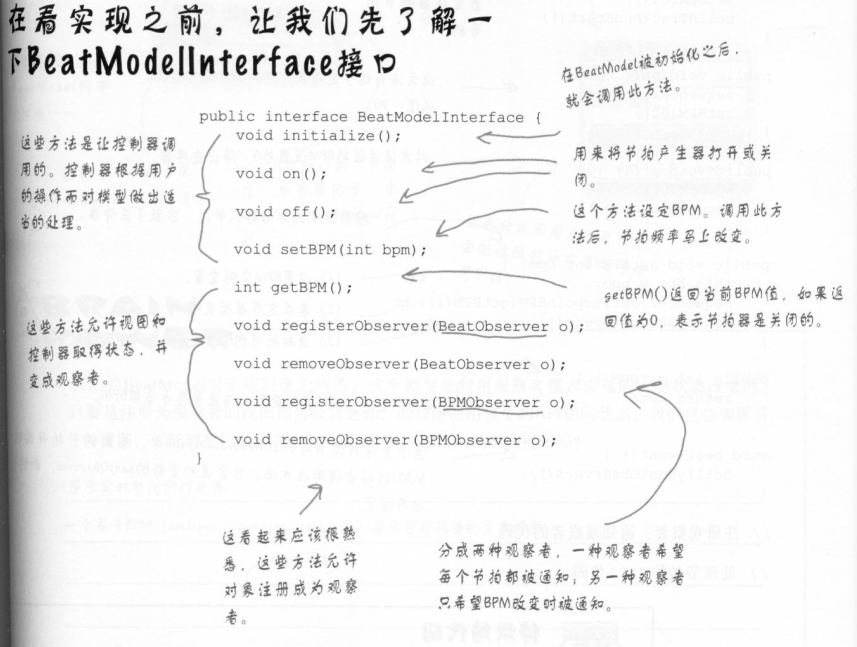 在看实现之前，让我们先了解一
下BeatModelInterface接口
在BeatModel被初始化之后，
就会调用此方法。
public interface BeatModelInterface {
void initialize();
void on();
void off();
void setBPM(int bpm);
int getBPM();
void registerObserver(BeatObserver o);
void removeObserver(BeatObserver o);
void registerObserver(BPMObserver o);
void removeObserver(BPMObserver o);
}
这些方法是让控制器调
用的。控制器根据用户
的操作而对模型做出适
当的处理。
用来将节拍产生器打开或关
闭。
这个方法设定BPM。调用此方
法后，节拍频率马上改变。
getBPM()返回当前BPM值，如果返
回值为0，表示节拍器是关闭的。
这些方法允许视图和
控制器取得状态，并
变成观察者。
这看起来应该很熟
悉，这些方法允许
对象注册成为观察
者。
分成两种观察者，一种观察者希望
每个节拍都被通知；另一种观察者
只希望BPM改变时被通知。